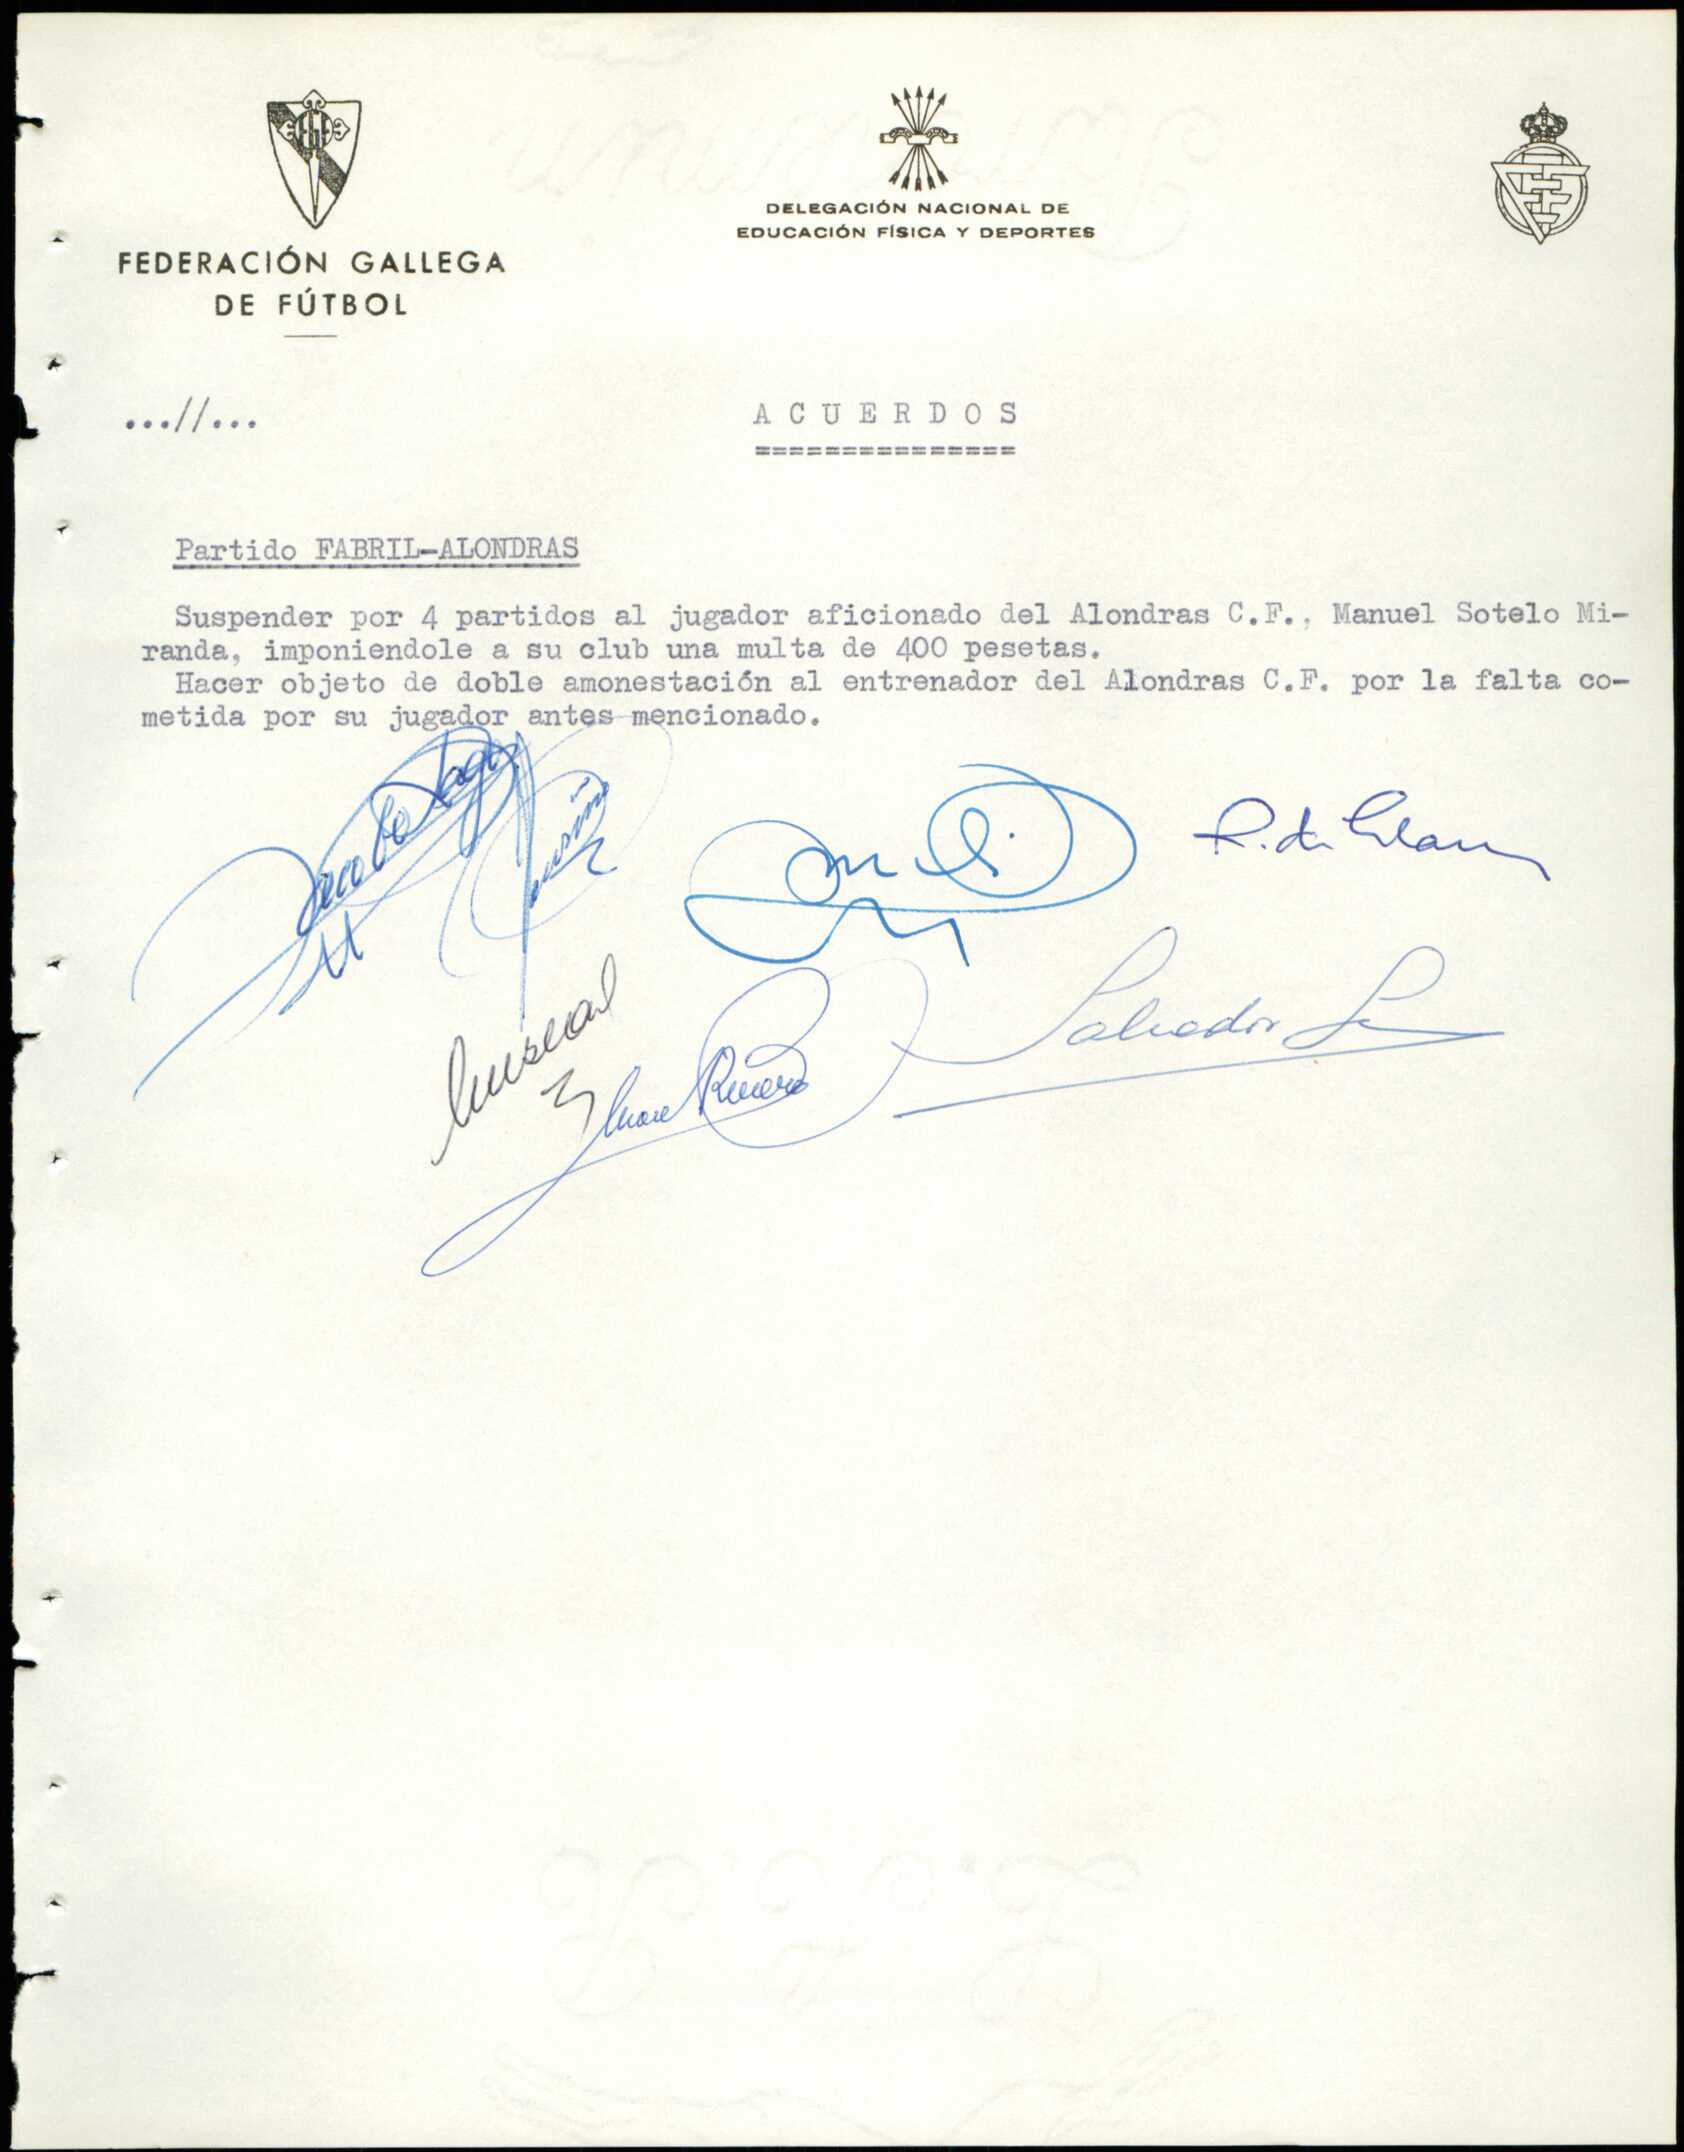 FEDERACIÓN GALLEGA
DE FÚTBOL
DELEGACIÓN NACIONAL DE
EDUCACIÓN FÍSICA Y DEPORTES
...//...
ACUERDOS
===============
Partido FABRIL-ALONDRAS
Suspender por 4 partidos al jugador aficionado del Alondras C.F., Manuel Sotelo Mi-
randa, imponiendole a su club una multa de 400 pesetas.
Hacer objeto de doble amonestación al entrenador del Alondras C.F. por la falta co-
metida por su jugador antes mencionado.
Salvador